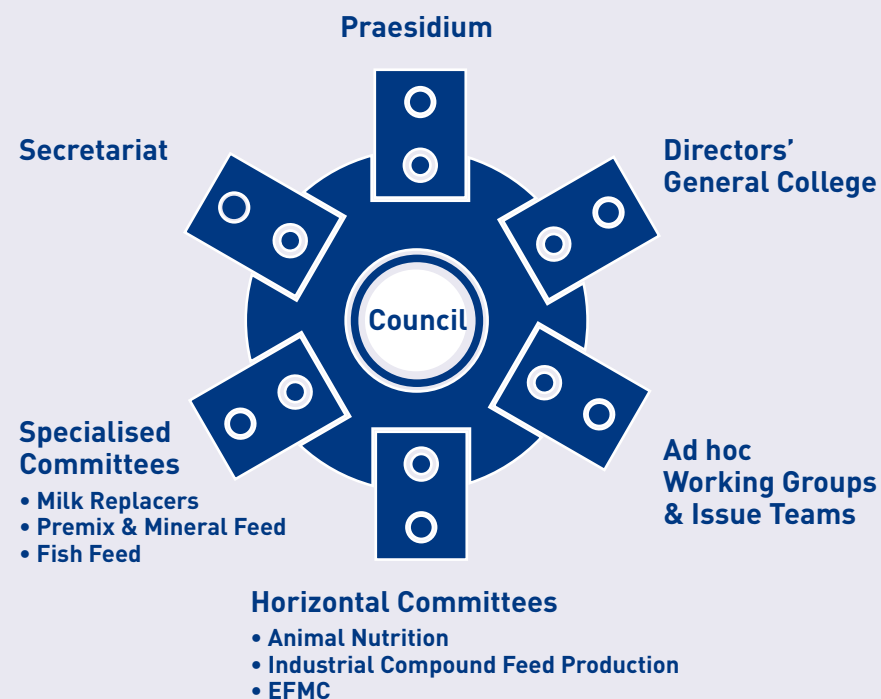 Praesidium
Secretariat
Directors’
General College
Council
Specialised
Committees
• Milk Replacers
• Premix & Mineral Feed
• Fish Feed
Ad hoc
Working Groups
& Issue Teams
Horizontal Committees
• Animal Nutrition
• Industrial Compound Feed Production
• EFMC